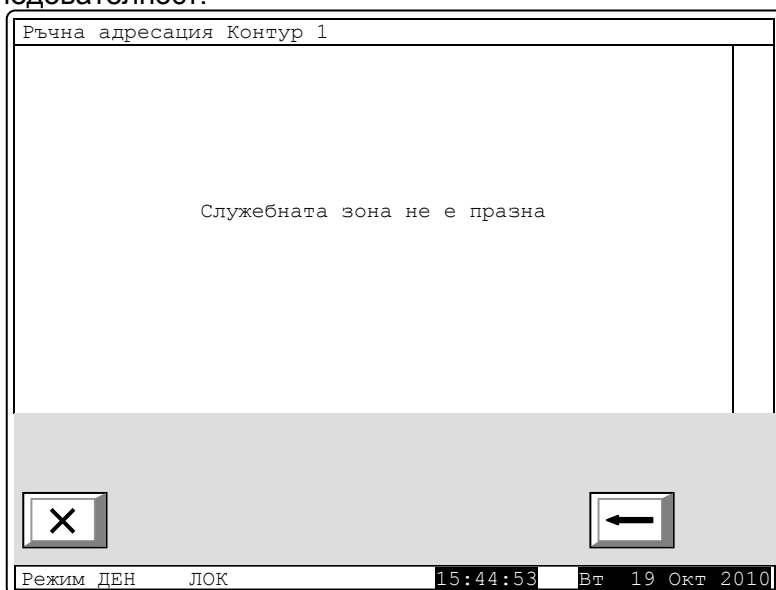 Ръчна адресация Контур 1
Служебната зона не е празна
Режим ДЕН ЛОК 15:44:53 Вт 19 Окт 2010